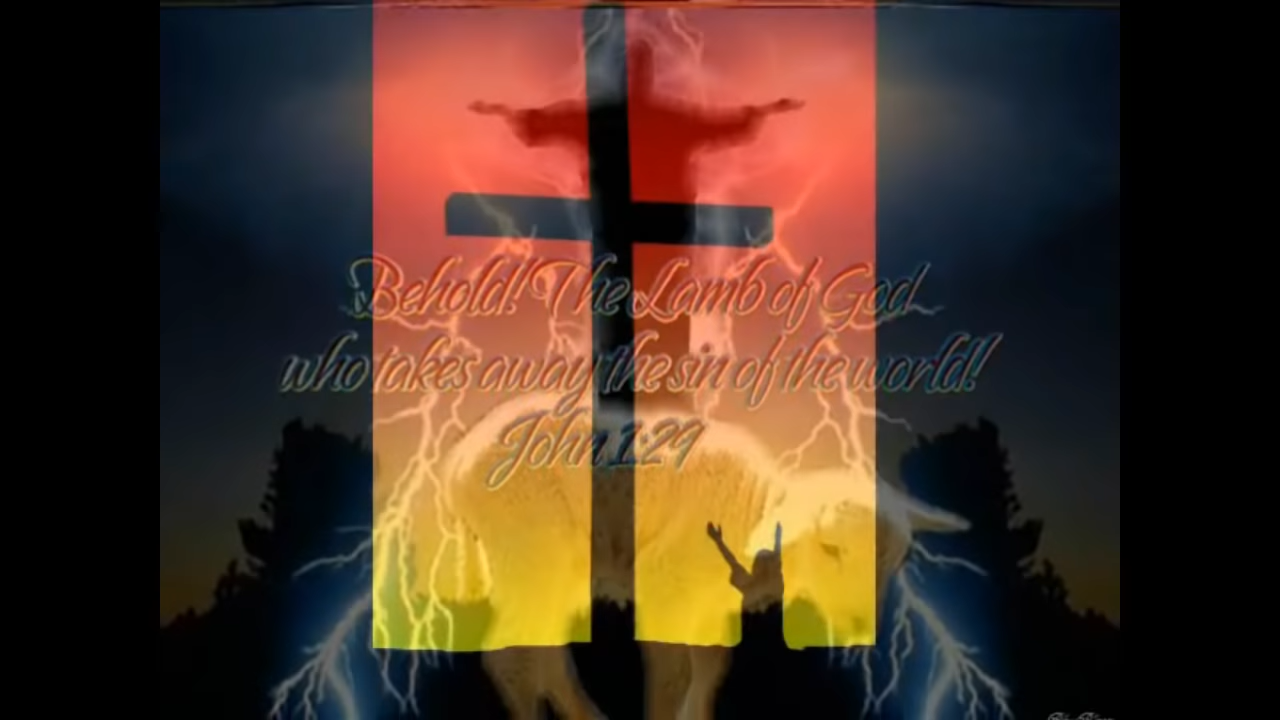 Behold! The Lamb of God
who takes away the sin of the world!
John 1:29